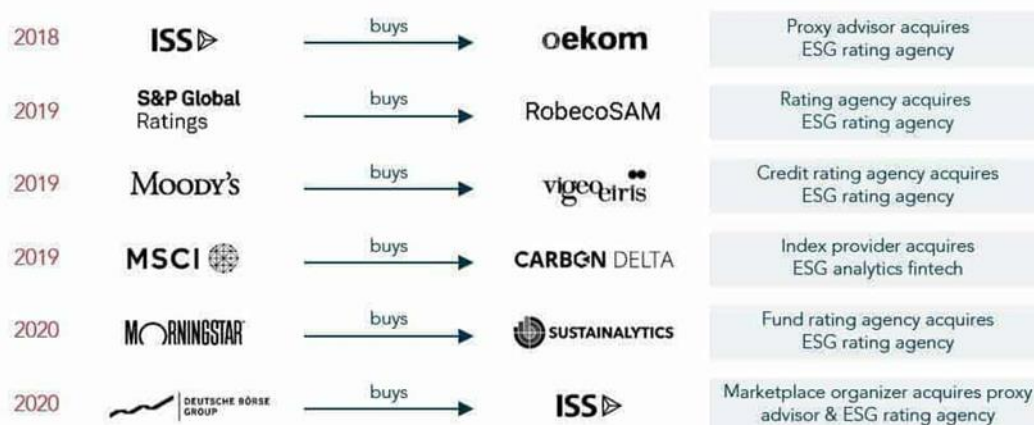 2018
ISS
buys
oekom
Proxy advisor acquires
ESG rating agency
2019
S&P Global
Ratings
buys
RobecoSAM
Rating agency acquires
ESG rating agency
2019
MOODY'S
buys
vigeoeiris
Credit rating agency acquires
ESG rating agency
2019
MSCI
buys
CARBON DELTA
Index provider acquires
ESG analytics fintech
2020
MORNINGSTAR
buys
SUSTAINALYTICS
Fund rating agency acquires
ESG rating agency
2020
DEUTSCHE BÖRSE
GROUP
buys
ISS
Marketplace organizer acquires proxy
advisor & ESG rating agency